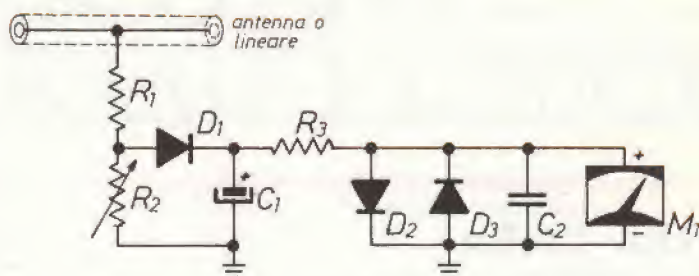 antenna o
lineare
R1
D1
R3
R2
+
C1
D2
D3
C2
+
-
M1